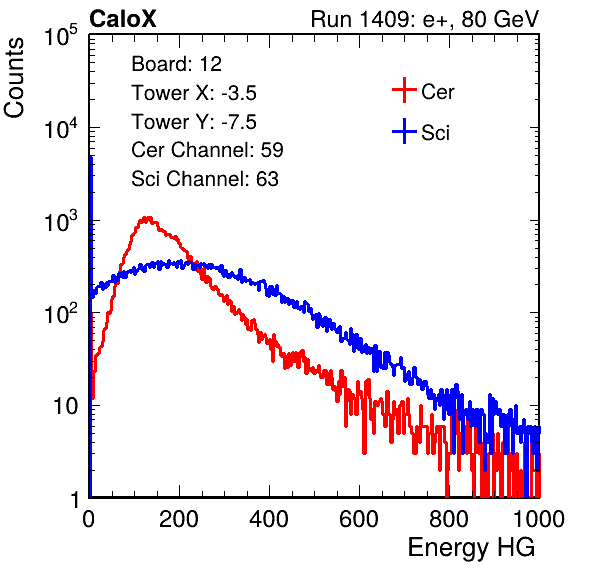 CaloX Run 1409: e+, 80 GeV
Counts
10^5
10^4
10^3
10^2
10
1
Board: 12
Tower X: -3.5
Tower Y: -7.5
Cer Channel: 59
Sci Channel: 63
Cer
Sci
0 200 400 600 800 1000
Energy HG